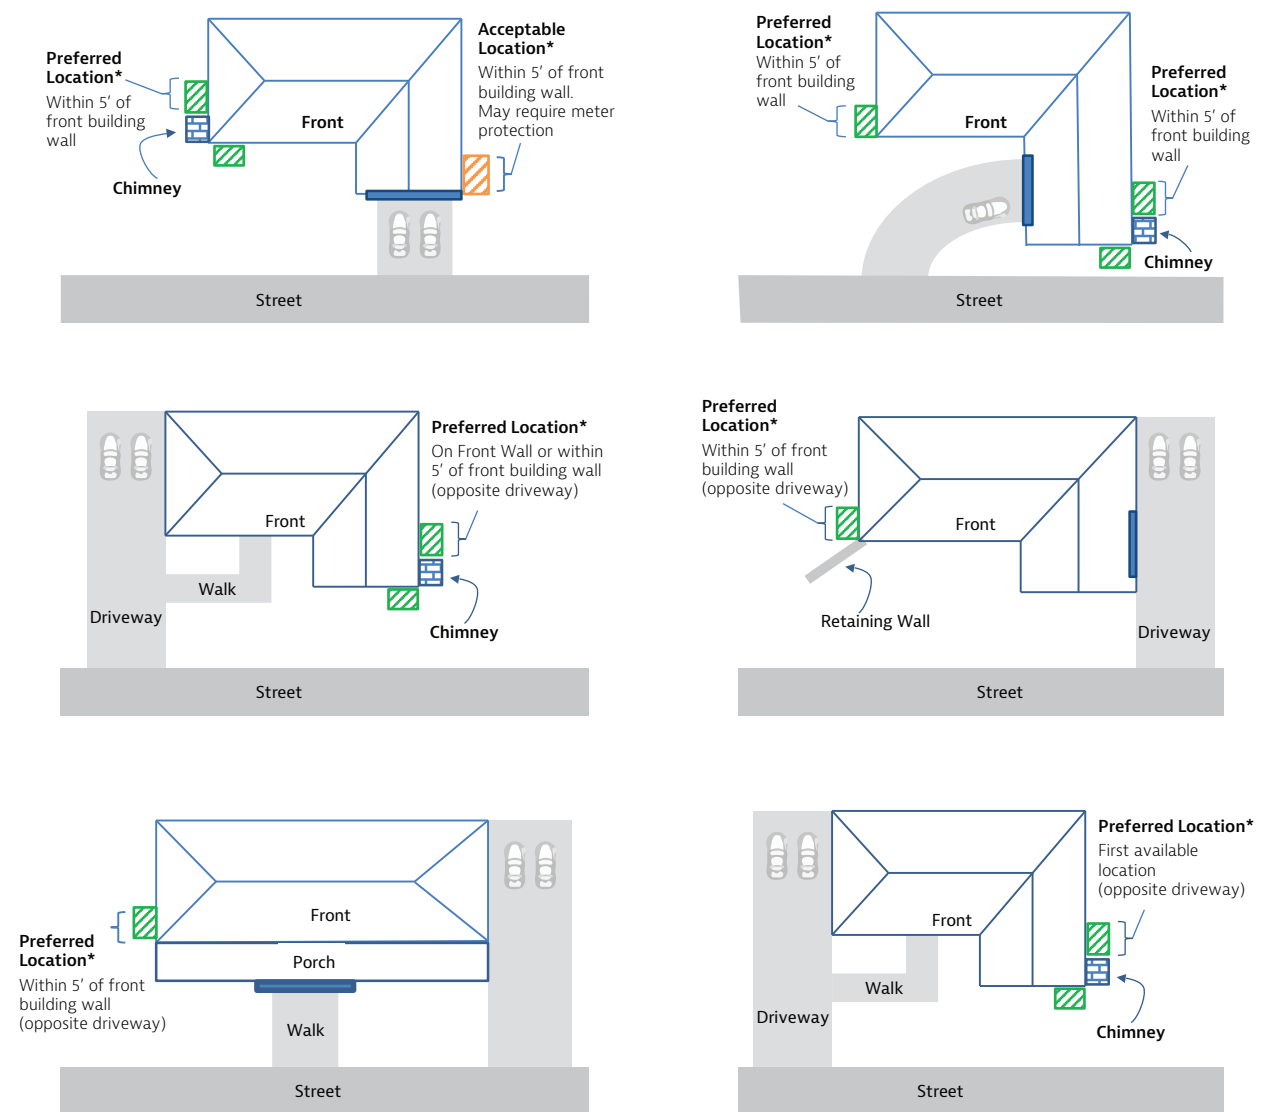 Preferred
Location*
Within 5’ of
front building
wall
Chimney
Front
Acceptable
Location*
Within 5’ of front
building wall.
May require meter
protection
Street
Preferred
Location*
Within 5’ of
front building
wall
Front
Preferred
Location*
Within 5’ of
front building
wall
Chimney
Street
Preferred Location*
On Front Wall or within
5’ of front building wall
(opposite driveway)
Front
Walk
Driveway
Chimney
Street
Preferred
Location*
Within 5’ of front
building wall
(opposite driveway)
Front
Retaining Wall
Driveway
Street
Front
Porch
Preferred
Location*
Within 5’ of front
building wall
(opposite driveway)
Walk
Street
Preferred Location*
First available
location
(opposite driveway)
Front
Walk
Driveway
Chimney
Street